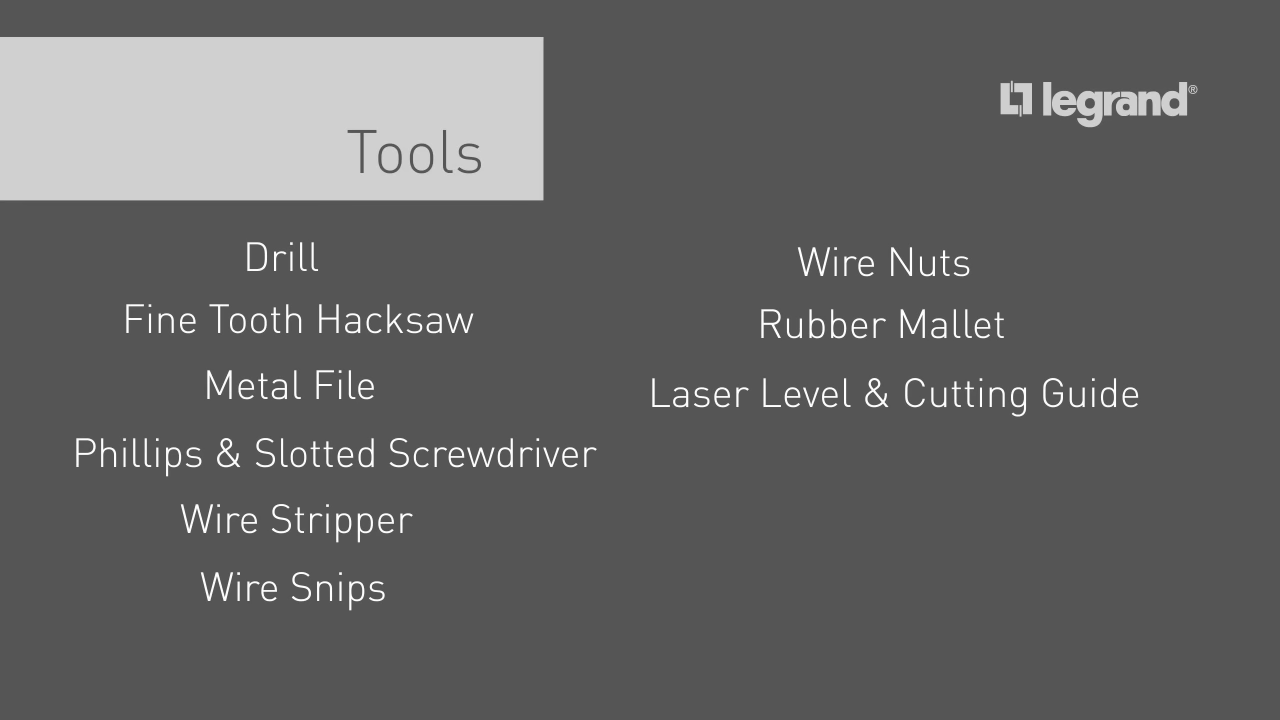 Tools
legrand®
Drill
Fine Tooth Hacksaw
Metal File
Phillips & Slotted Screwdriver
Wire Stripper
Wire Snips
Wire Nuts
Rubber Mallet
Laser Level & Cutting Guide